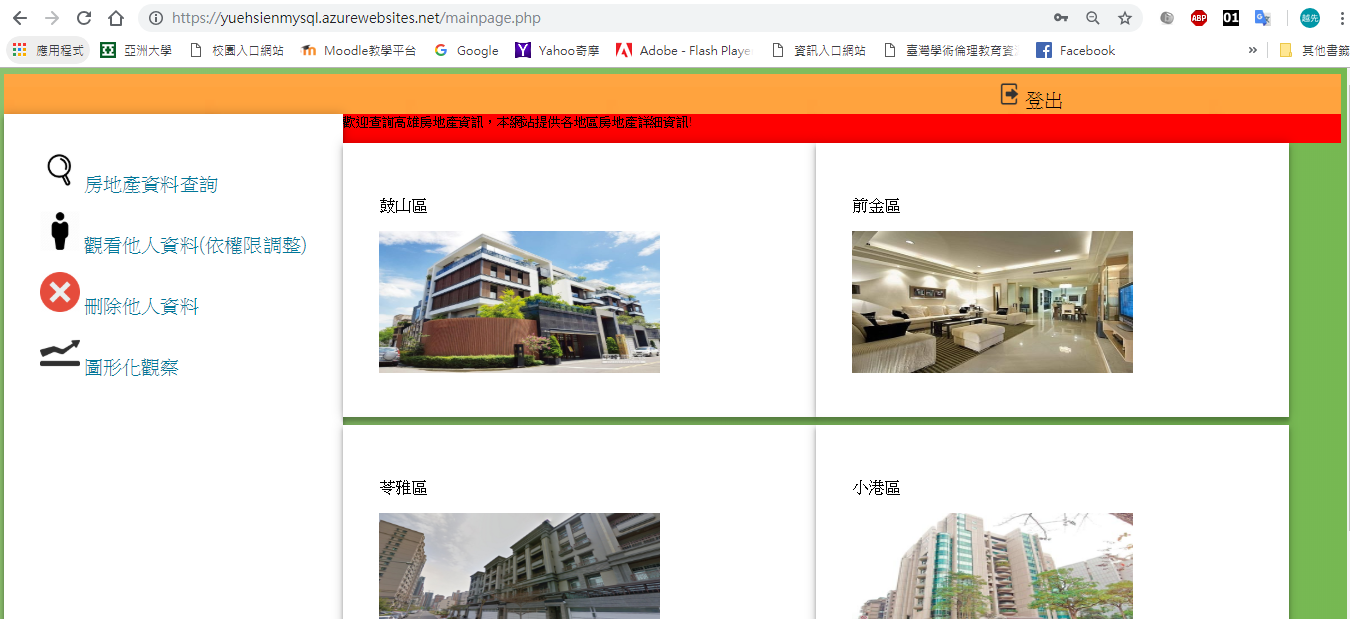 https://yuehsienmysql.azurewebsites.net/mainpage.php
ABP
01
越先
應用程式
亞洲大學
校園入口網站
Moodle教學平台
Google
Yahoo奇摩
Adobe - Flash Playe
資訊入口網站
臺灣學術倫理教育資
Facebook
»
其他書籤
登出
歡迎查詢高雄房地產資訊，本網站提供各地區房地產詳細資訊!
房地產資料查詢
觀看他人資料(依權限調整)
刪除他人資料
圖形化觀察
鼓山區
前金區
苓雅區
小港區